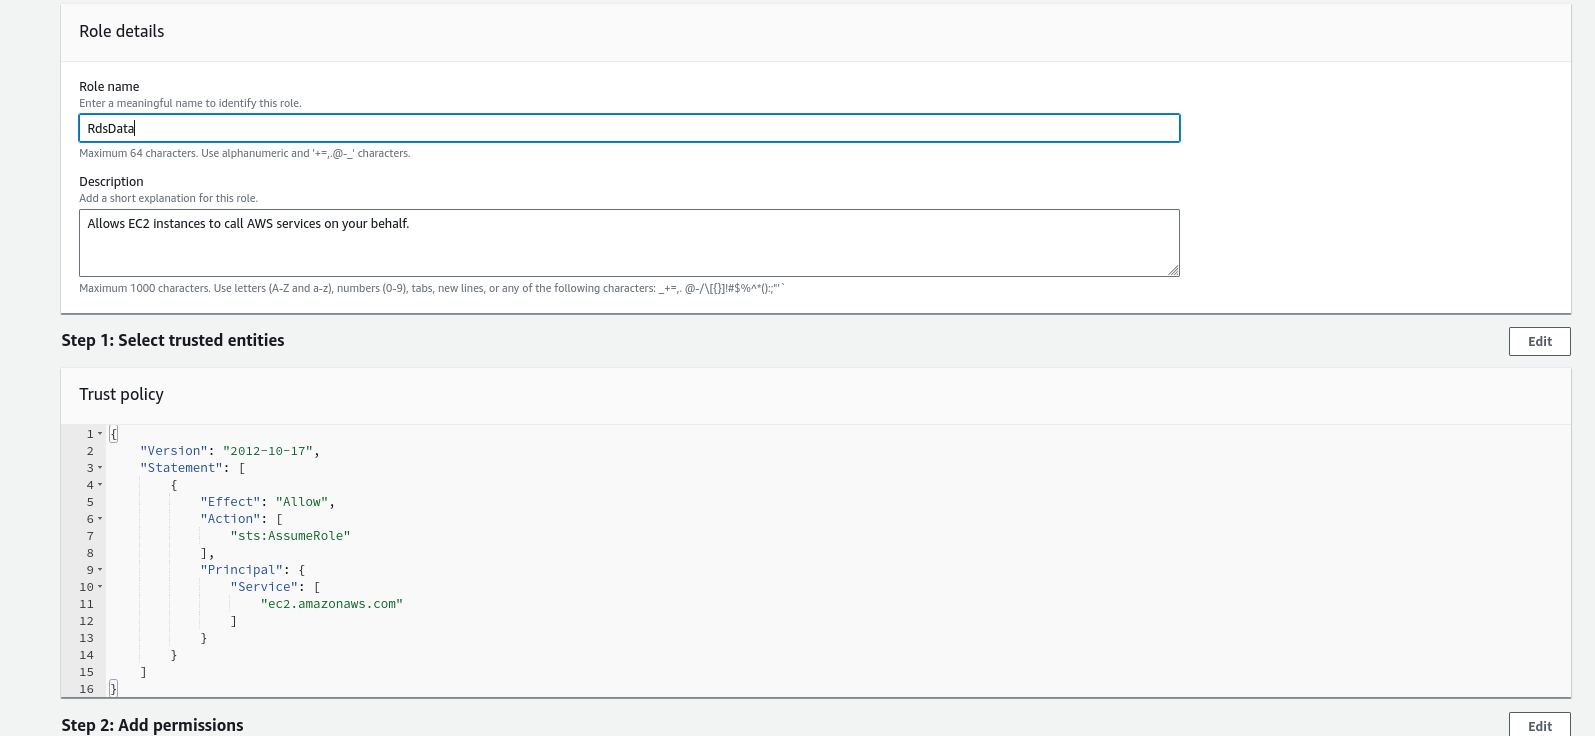 Role details
Role name
Enter a meaningful name to identify this role.
RdsData
Maximum 64 characters. Use alphanumeric and '+=,.@-_' characters.
Description
Add a short explanation for this role.
Allows EC2 instances to call AWS services on your behalf.
Maximum 1000 characters. Use letters (A-Z and a-z), numbers (0-9), tabs, new lines, or any of the following characters: _+=,. @-/\[{}]!#$%^*();:"'`
Step 1: Select trusted entities
Edit
Trust policy
1 {
2 "Version": "2012-10-17",
3 "Statement": [
4 {
5 "Effect": "Allow",
6 "Action": [
7 "sts:AssumeRole"
8 ],
9 "Principal": {
10 "Service": [
11 "ec2.amazonaws.com"
12 ]
13 }
14 }
15 ]
16 }
Step 2: Add permissions
Edit